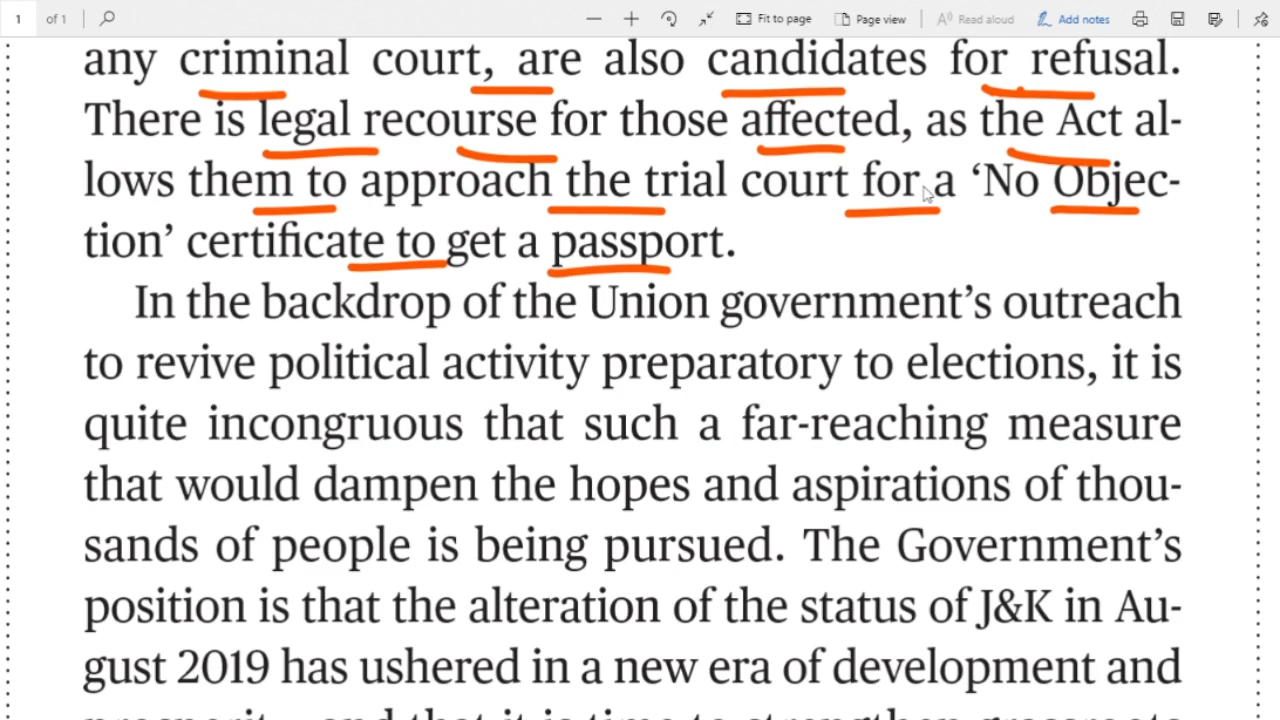 1 of 1 Fit to page Page view Read aloud Add notes
any criminal court, are also candidates for refusal.
There is legal recourse for those affected, as the Act al-
lows them to approach the trial court for a ‘No Objec-
tion’ certificate to get a passport.
In the backdrop of the Union government’s outreach
to revive political activity preparatory to elections, it is
quite incongruous that such a far-reaching measure
that would dampen the hopes and aspirations of thou-
sands of people is being pursued. The Government’s
position is that the alteration of the status of J&K in Au-
gust 2019 has ushered in a new era of development and